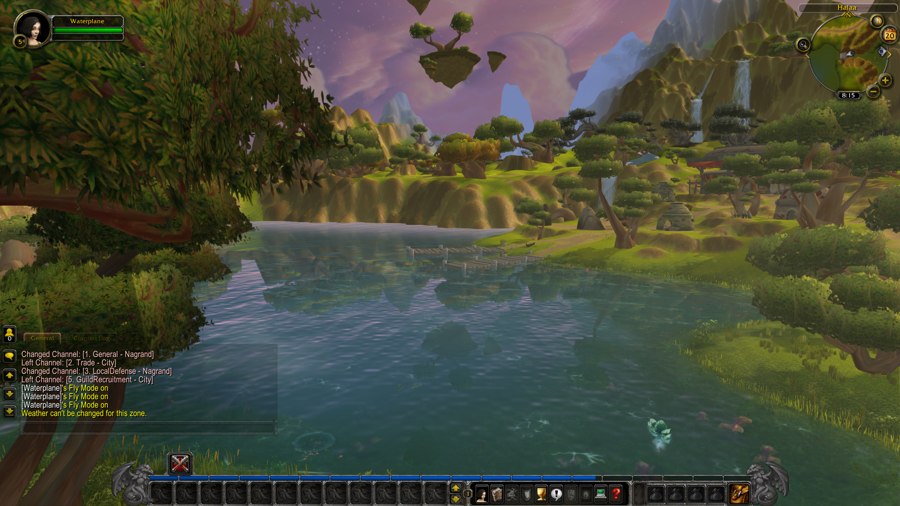 Waterplane
Halaa
20
8:15
5
0
General
Changed Channel: [1. General - Nagrand]
Left Channel: [2. Trade - City]
Changed Channel: [3. LocalDefense - Nagrand]
Left Channel: [5. GuildRecruitment - City]
[Waterplane]'s Fly Mode on
[Waterplane]'s Fly Mode on
[Waterplane]'s Fly Mode on
Weather can't be changed for this zone.